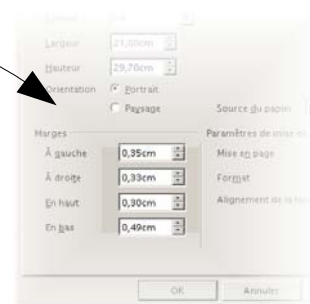 Largeur 21,00cm
Hauteur 29,70cm
Orientation Portrait
Paysage Source du papier
Marges Paramètres de mise e
À gauche 0,35cm Mise en page
À droite 0,33cm Format
En haut 0,30cm Alignement de la
En bas 0,49cm
OK Annuler